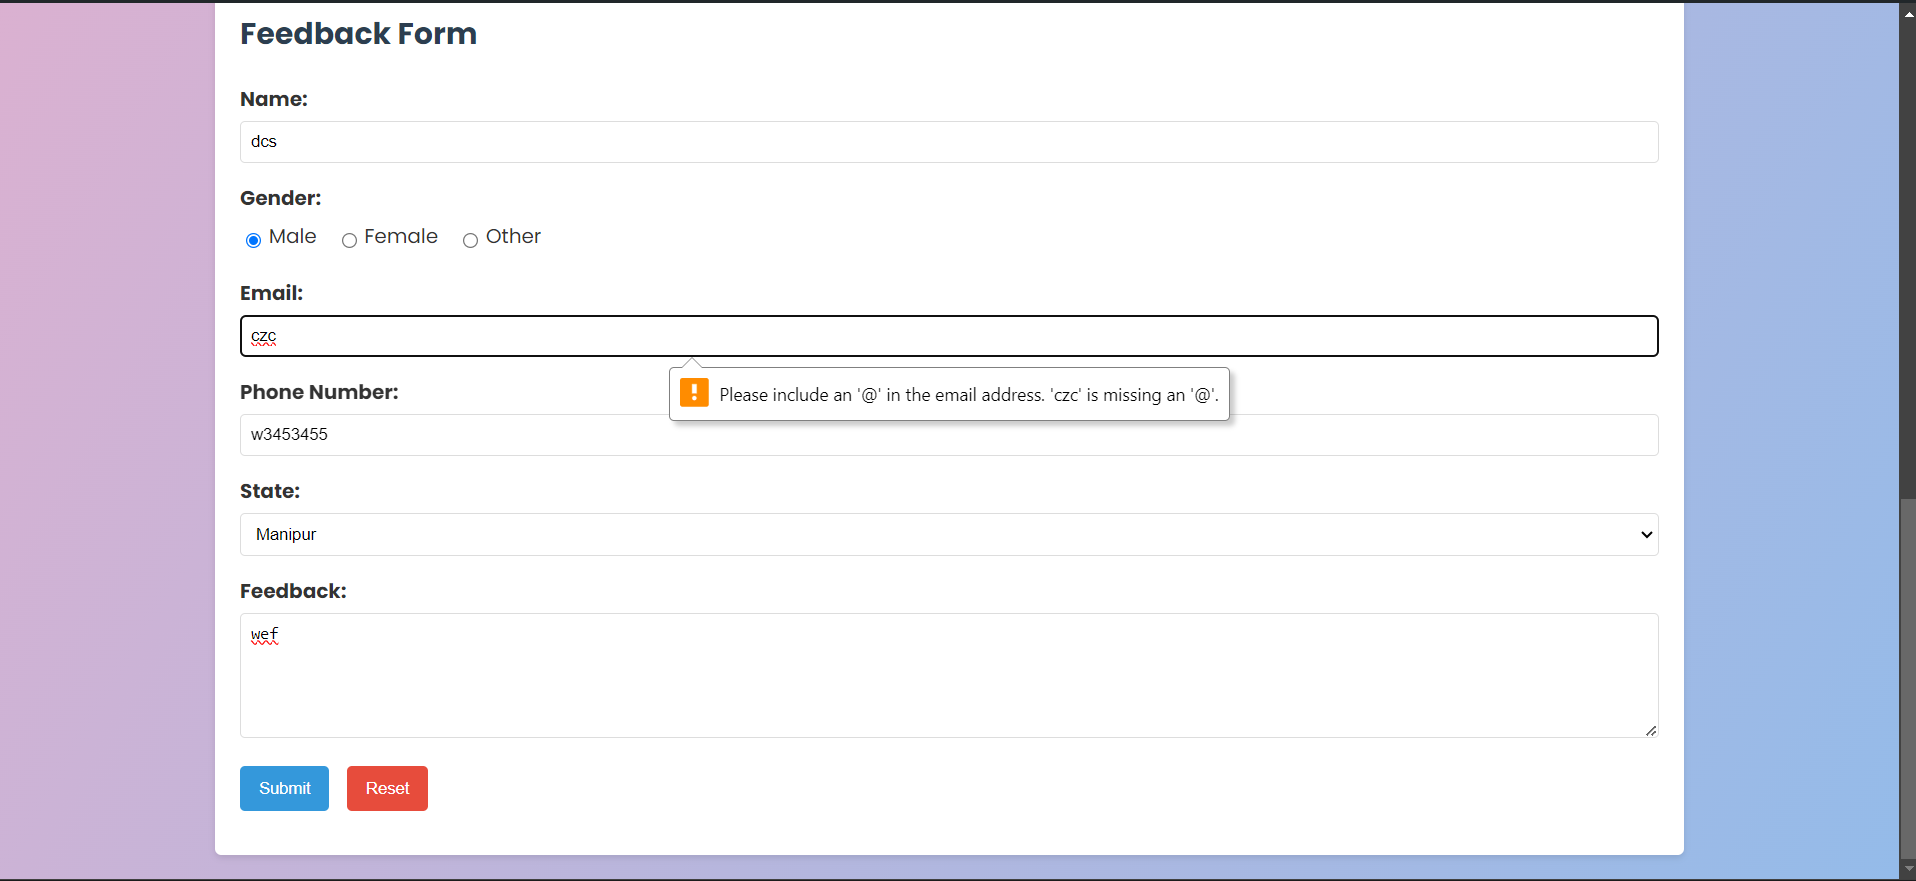 Feedback Form
Name:
dcs
Gender:
Male Female Other
Email:
czc
Please include an '@' in the email address. 'czc' is missing an '@'.
Phone Number:
w3453455
State:
Manipur
Feedback:
wef
Submit Reset